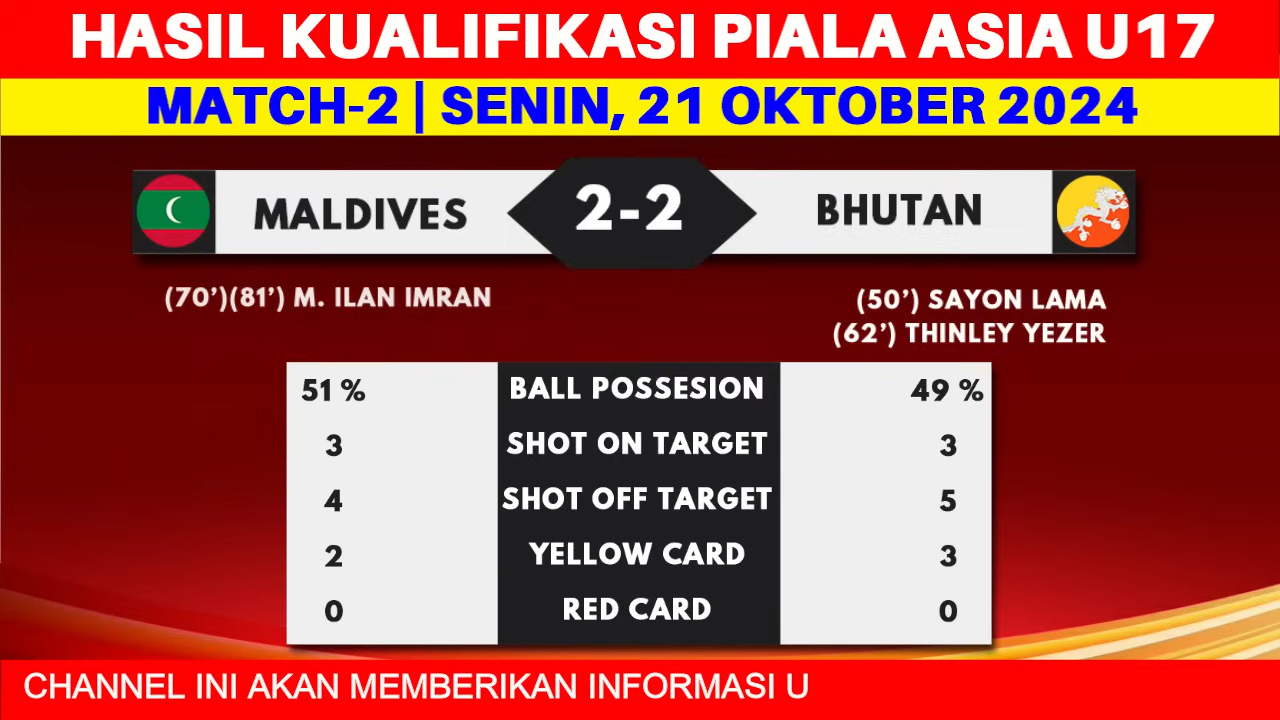 HASIL KUALIFIKASI PIALA ASIA U17
MATCH-2 | SENIN, 21 OKTOBER 2024
MALDIVES 2-2 BHUTAN
(70’)(81’) M. ILAN IMRAN
(50’) SAYON LAMA
(62’) THINLEY YEZER
51 % BALL POSSESION 49 %
3 SHOT ON TARGET 3
4 SHOT OFF TARGET 5
2 YELLOW CARD 3
0 RED CARD 0
CHANNEL INI AKAN MEMBERIKAN INFORMASI U